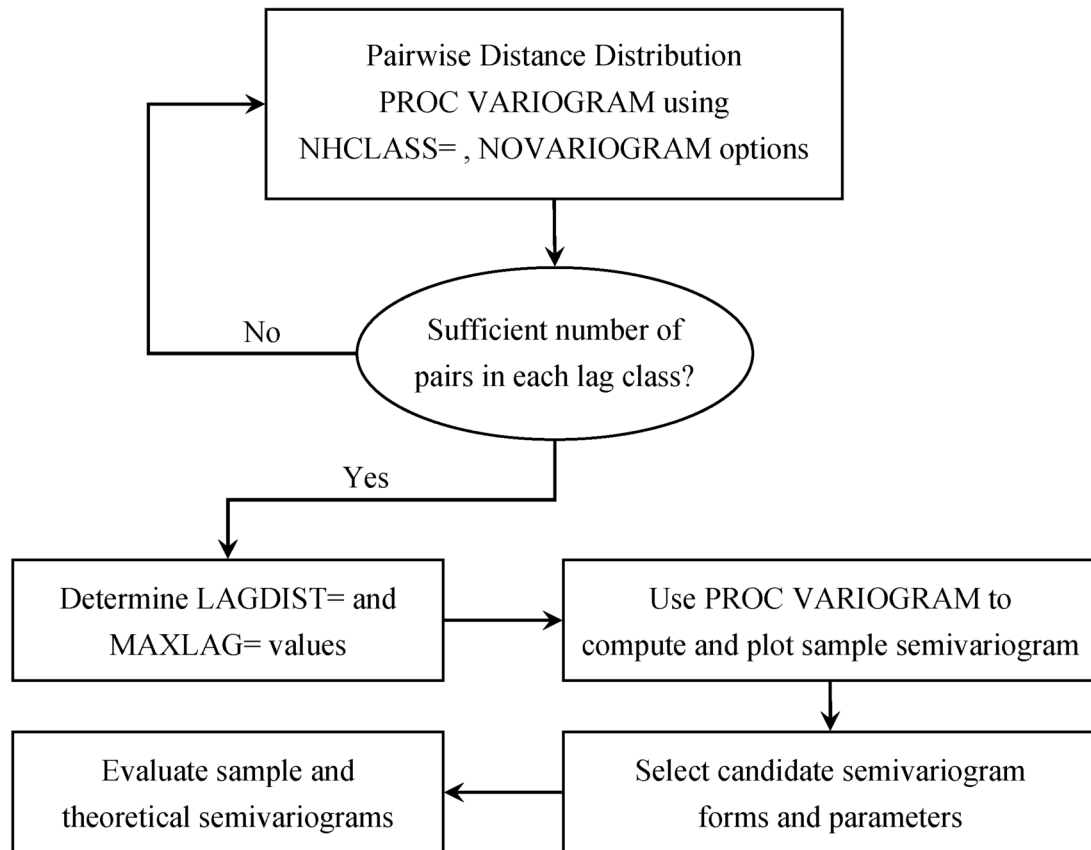 Pairwise Distance Distribution
PROC VARIOGRAM using
NHCLASS= , NOVARIOGRAM options
No
Sufficient number of
pairs in each lag class?
Yes
Determine LAGDIST= and
MAXLAG= values
Use PROC VARIOGRAM to
compute and plot sample semivariogram
Select candidate semivariogram
forms and parameters
Evaluate sample and
theoretical semivariograms